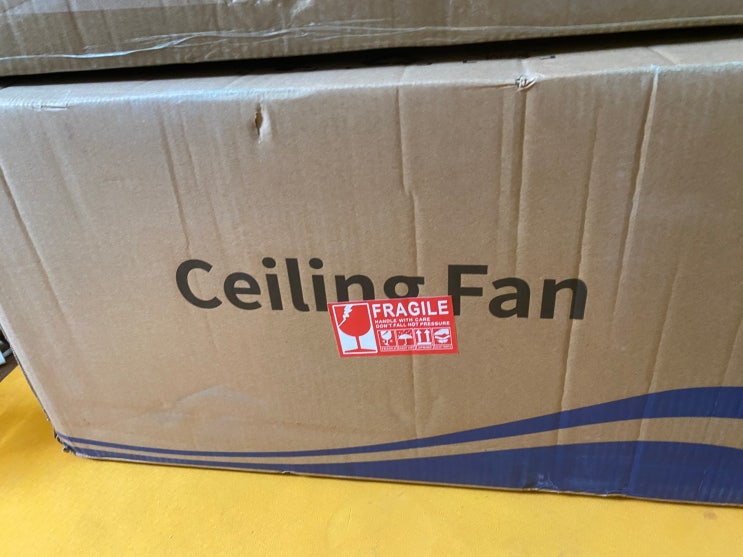 Ceiling Fan
FRAGILE
HANDLE WITH CARE
DON'T FALL NOT PRESSURE